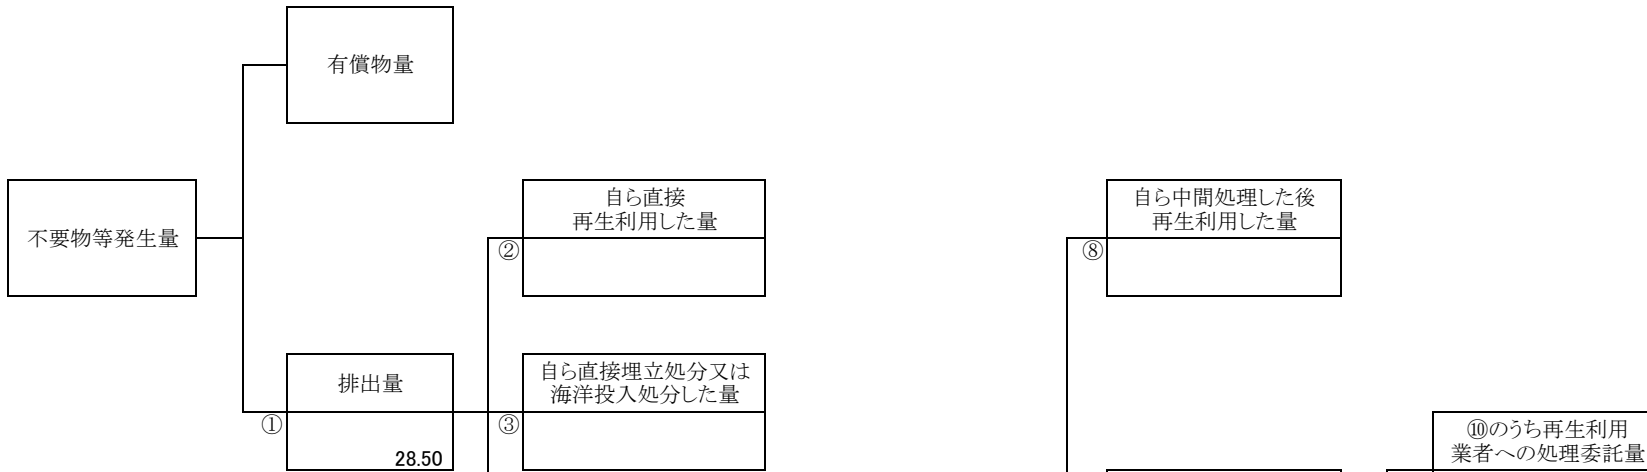 有償物量
不要物等発生量
自ら直接
再生利用した量
②
自ら中間処理した後
再生利用した量
⑧
排出量
①
28.50
自ら直接埋立処分又は
海洋投入処分した量
③
⑩のうち再生利用
業者への処理委託量